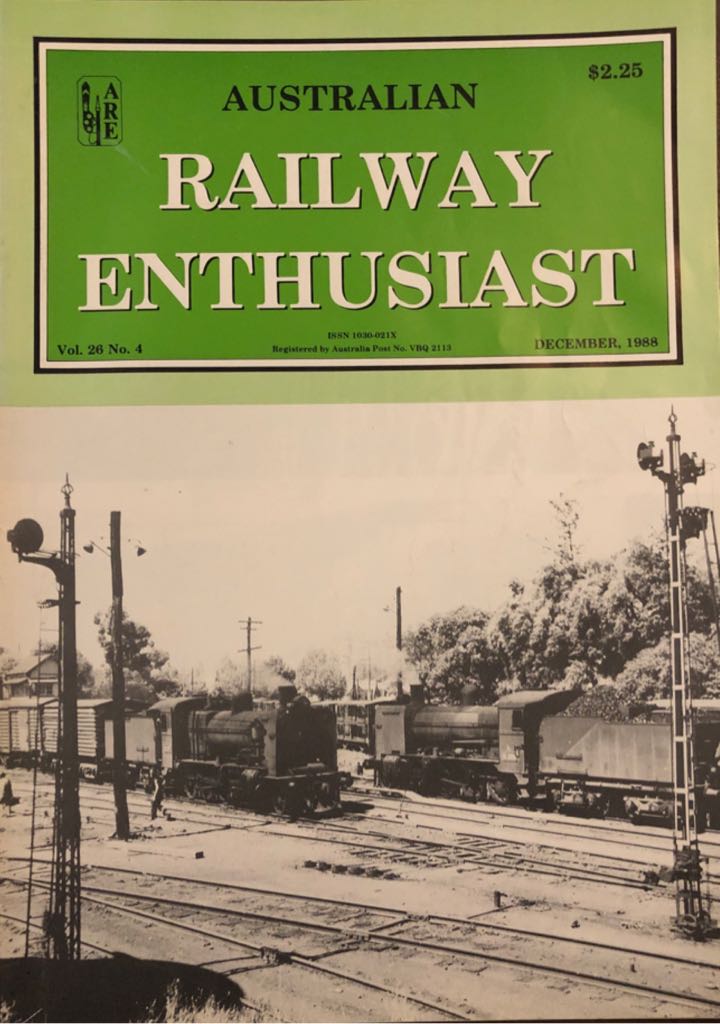 ARE
$2.25
AUSTRALIAN
RAILWAY
ENTHUSIAST
ISSN 1030-021X
Vol. 26 No. 4
Registered by Australia Post No. VBQ 2113
DECEMBER, 1988